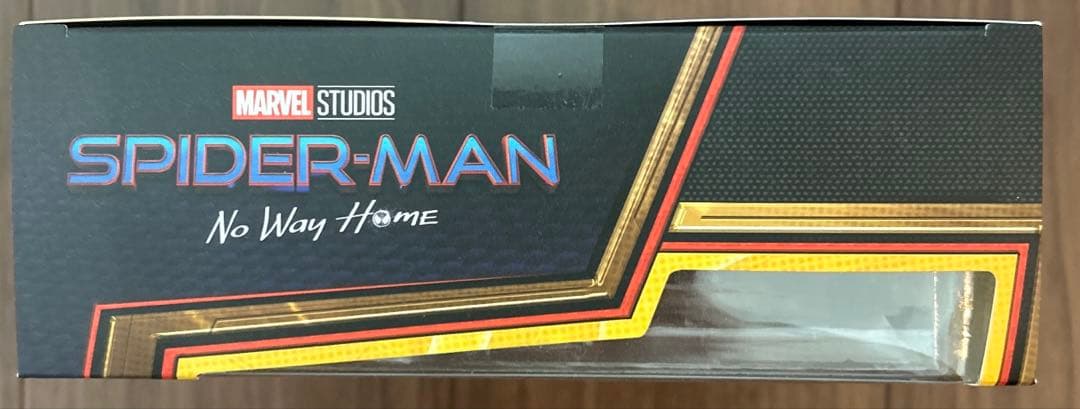 MARVEL STUDIOS
SPIDER-MAN
No Way Home